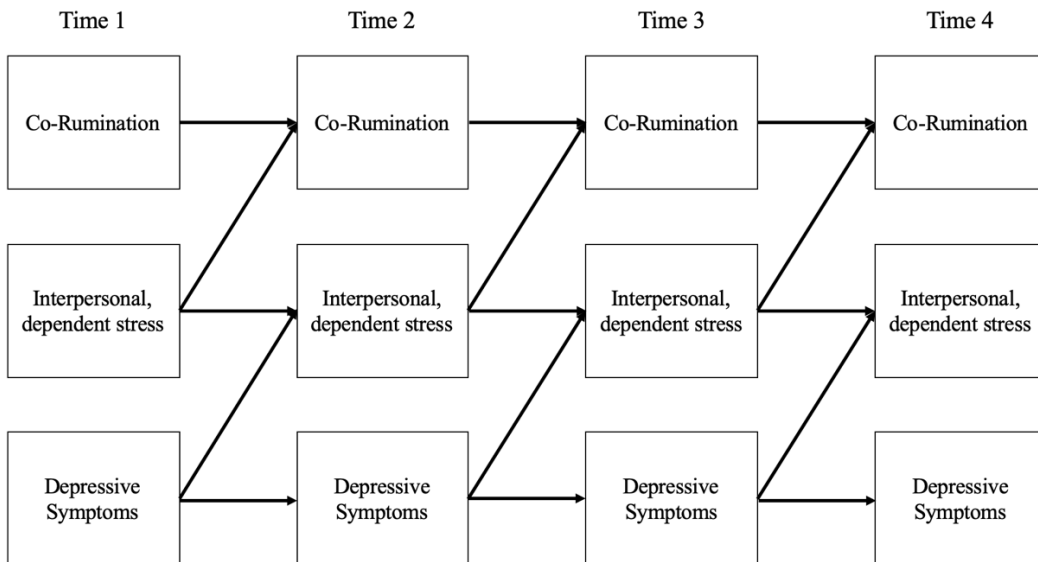 Time 1
Time 2
Time 3
Time 4
Co-Rumination
Co-Rumination
Co-Rumination
Co-Rumination
Interpersonal,
dependent stress
Interpersonal,
dependent stress
Interpersonal,
dependent stress
Interpersonal,
dependent stress
Depressive
Symptoms
Depressive
Symptoms
Depressive
Symptoms
Depressive
Symptoms